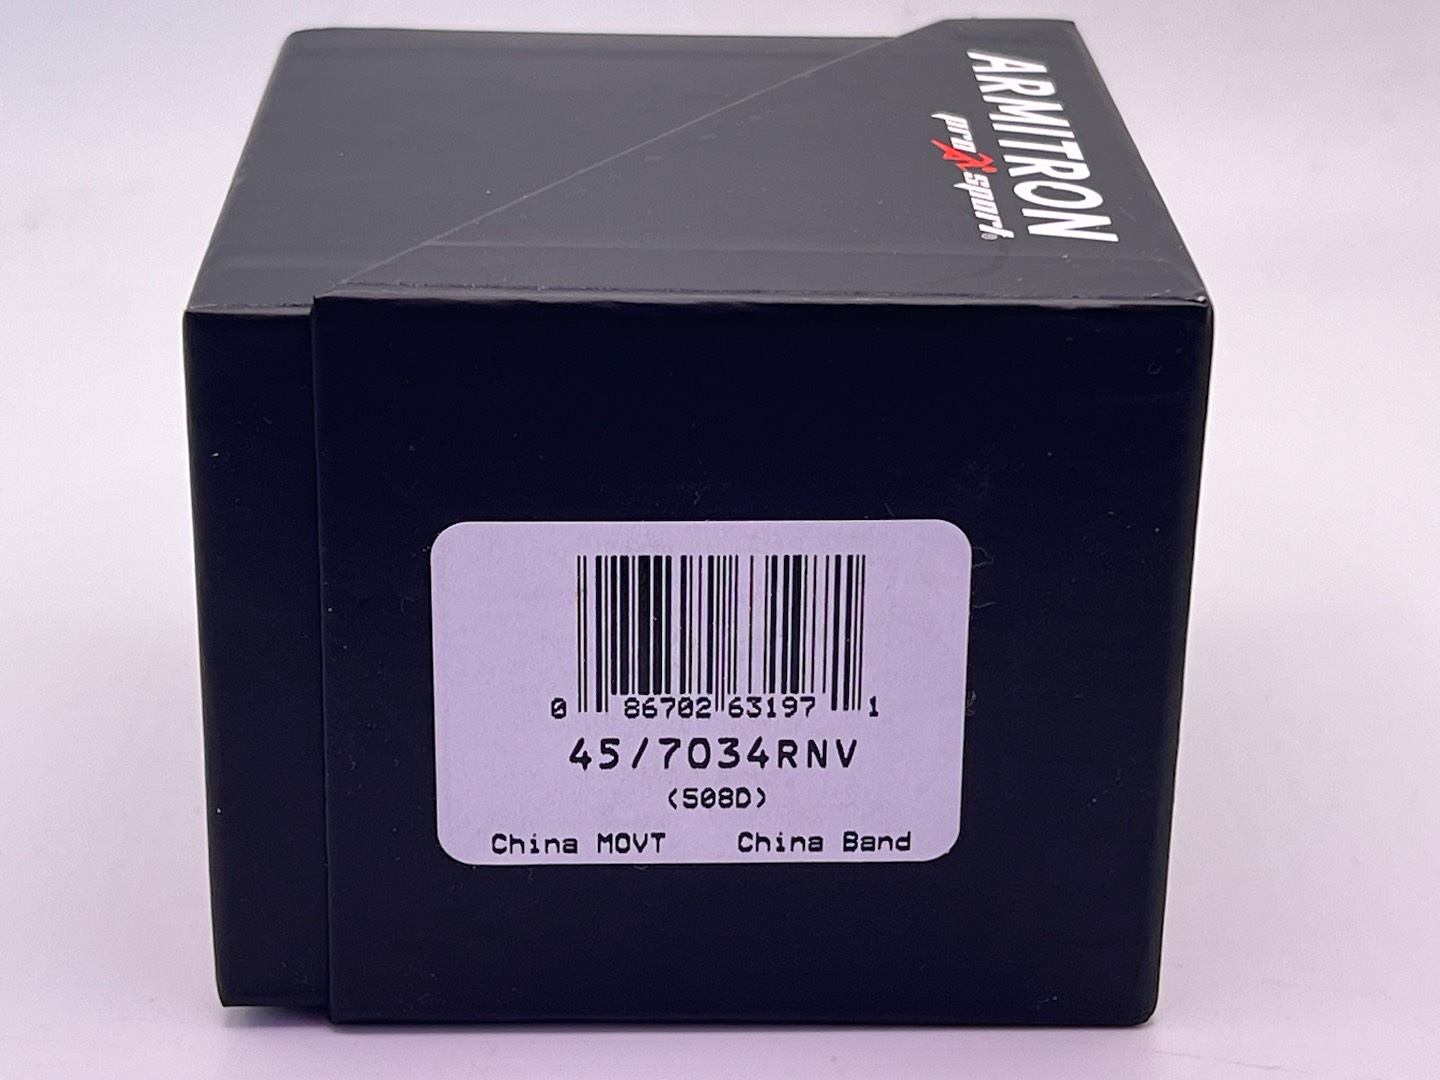 ARMITRON
pro sport®
0 86702 63197 1
45/7034RNV
(508D)
China MOVT China Band